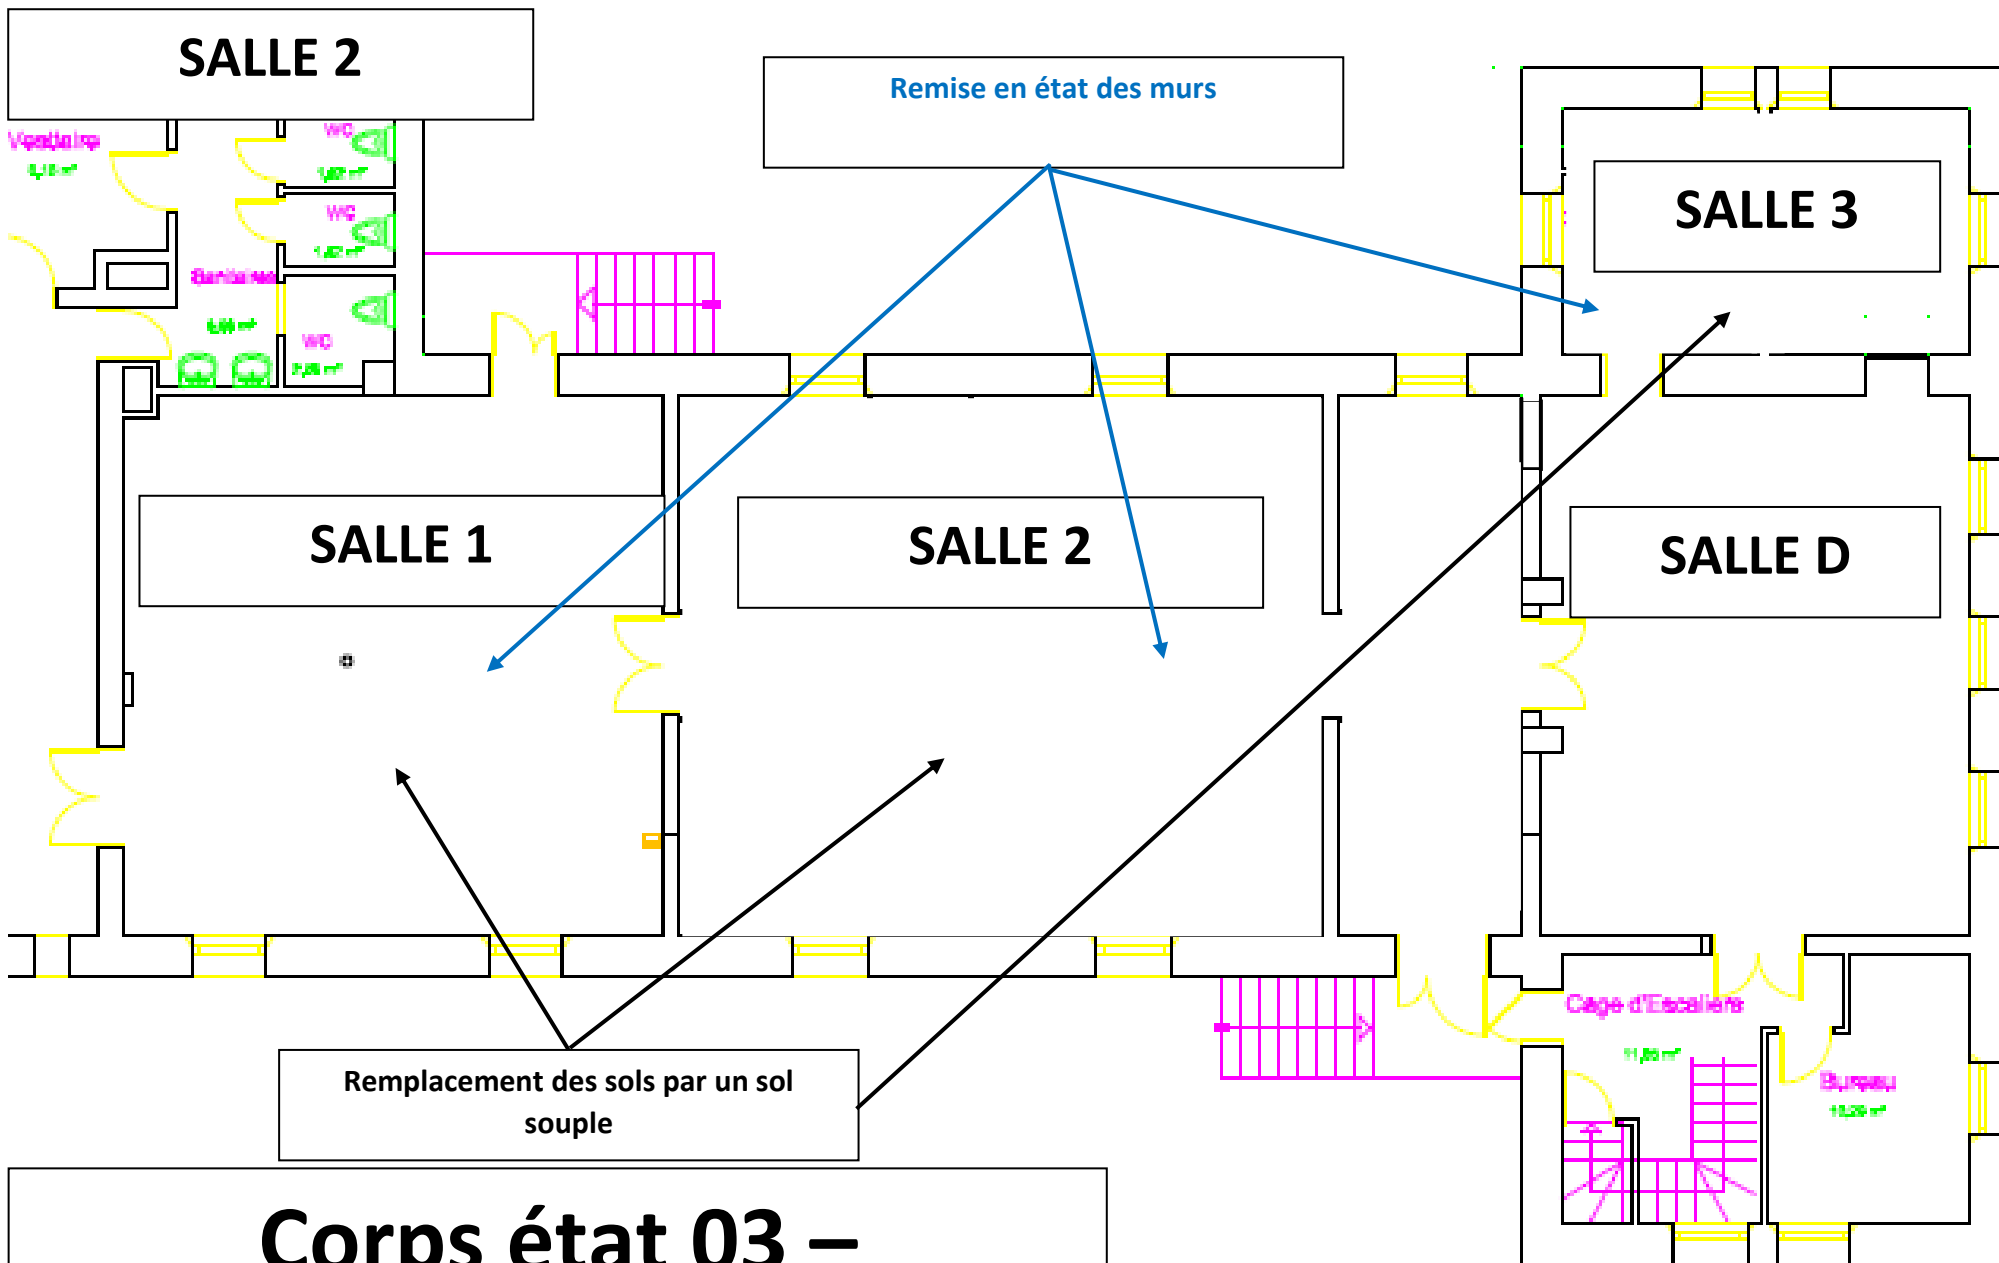 SALLE 2
Remise en état des murs
Vestiaire
WC
SALLE 3
WC
Sanitaires
WC
SALLE 1
SALLE 2
SALLE D
Cage d'Escaliers
Bureau
Remplacement des sols par un sol
souple
Corps état 03 –